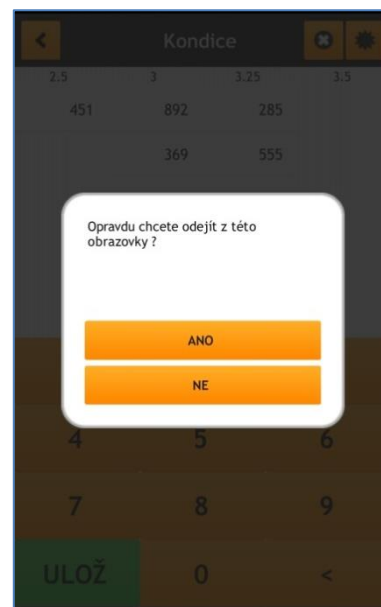 Kondice
2.5 3 3.25 3.5
451 892 285
369 555
Opravdu chcete odejít z této
obrazovky ?
ANO
NE
4 5 6
7 8 9
ULOŽ 0 <